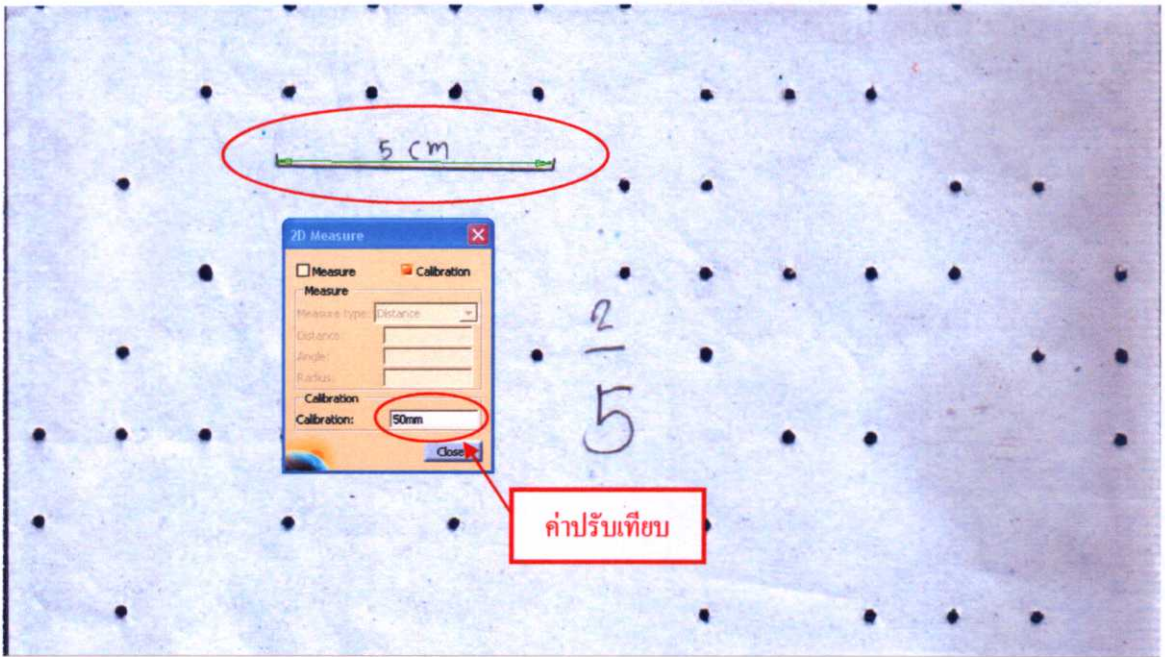 5 cm
2D Measure
Measure
Calibration
Measure
Measure type:
Distance
Distance:
Angle:
Radius:
Calibration
Calibration:
50mm
Close
2
5
ค่าปรับเทียบ